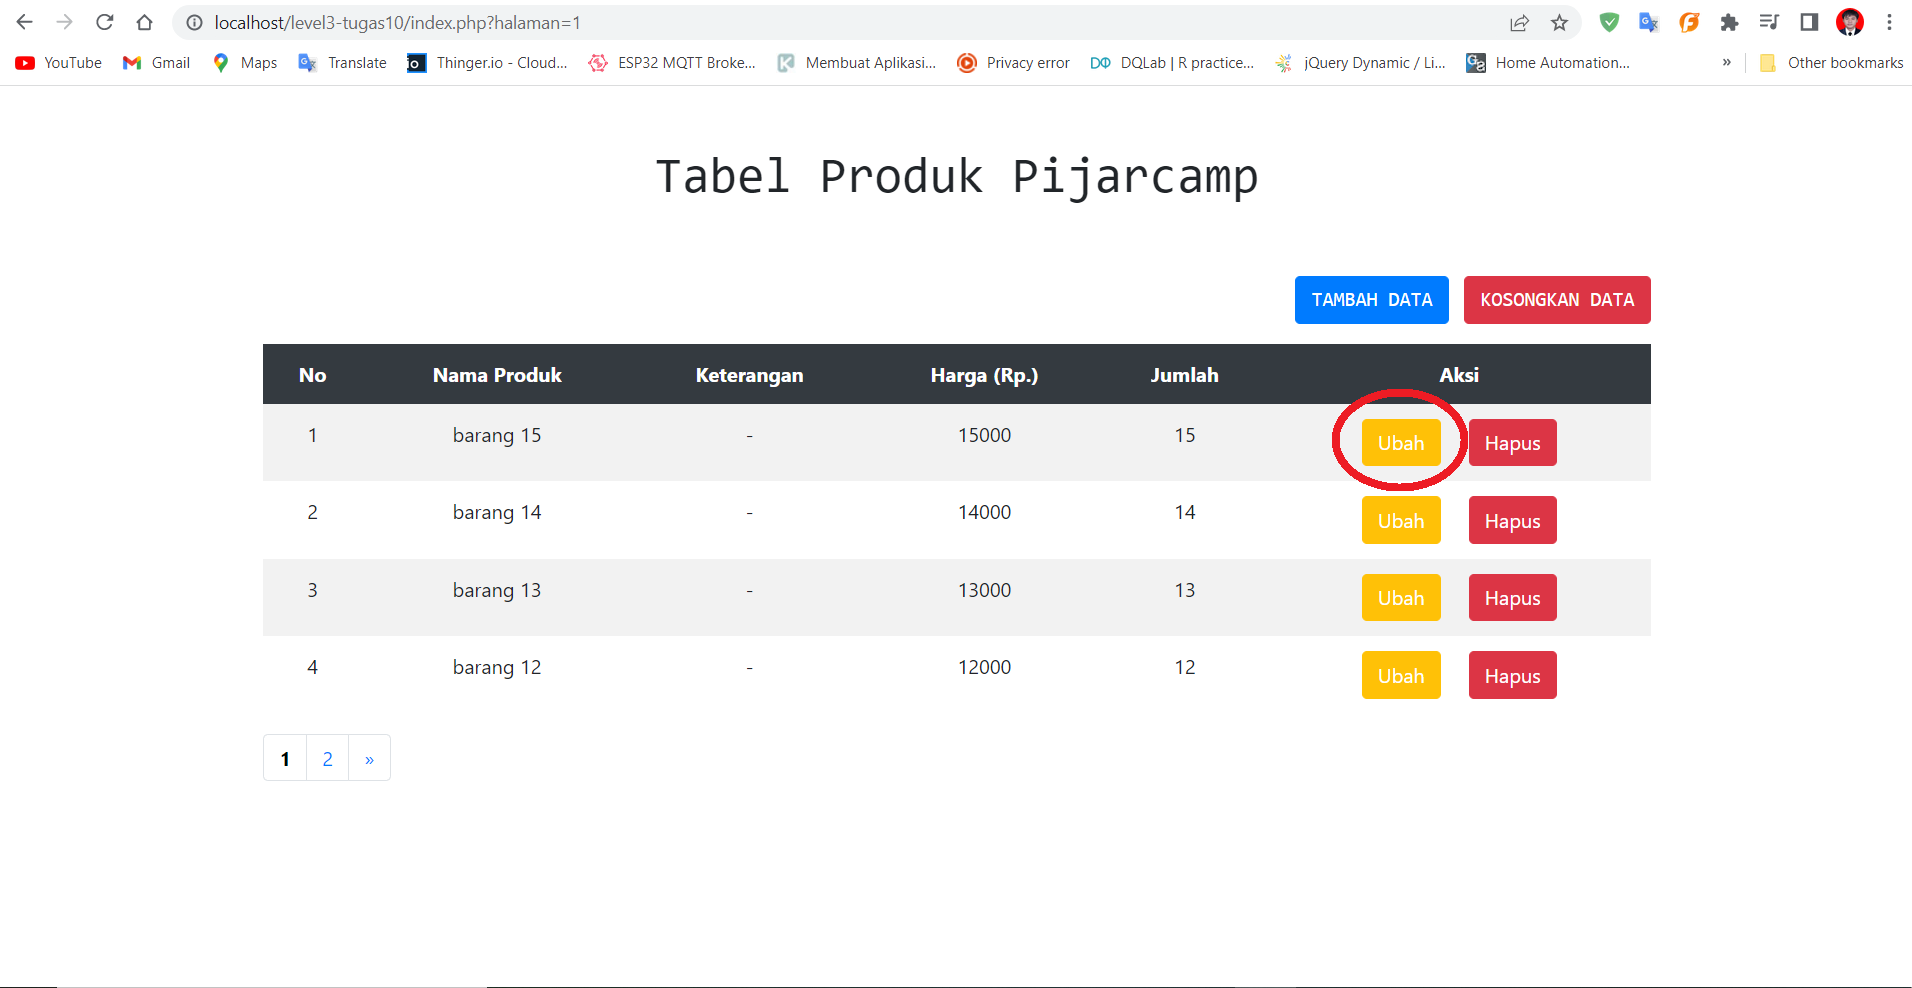 localhost/level3-tugas10/index.php?halaman=1
YouTube Gmail Maps Translate Thinger.io - Cloud... ESP32 MQTT Broke... Membuat Aplikasi... Privacy error DQLab | R practice... jQuery Dynamic / Li... Home Automation... » Other bookmarks
Tabel Produk Pijarcamp
TAMBAH DATA KOSONGKAN DATA
No Nama Produk Keterangan Harga (Rp.) Jumlah Aksi
1 barang 15 - 15000 15 Ubah Hapus
2 barang 14 - 14000 14 Ubah Hapus
3 barang 13 - 13000 13 Ubah Hapus
4 barang 12 - 12000 12 Ubah Hapus
1 2 »